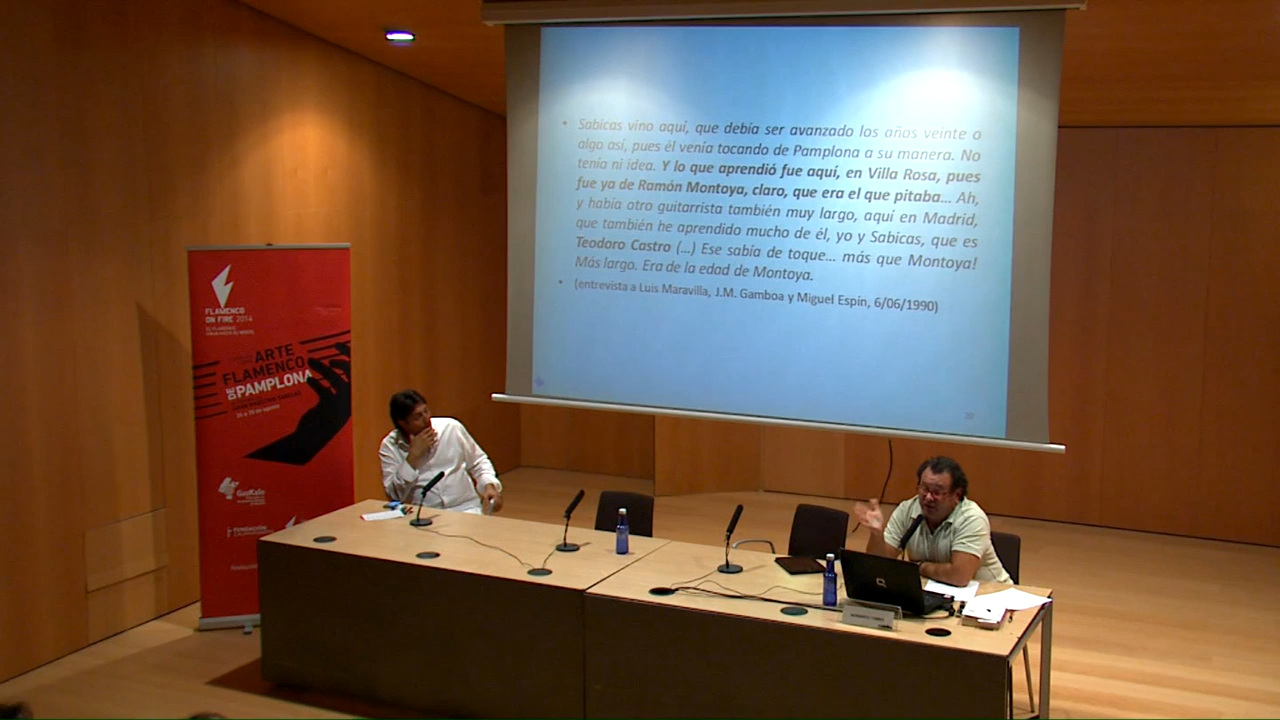 • Sabicas vino aquí, que debía ser avanzado los años veinte o
algo así, pues él venía tocando de Pamplona a su manera. No
tenía ni idea. Y lo que aprendió fue aquí, en Villa Rosa, pues
fue ya de Ramón Montoya, claro, que era el que pitaba... Ah,
y había otro guitarrista también muy largo, aquí en Madrid,
que también he aprendido mucho de él, yo y Sabicas, que es
Teodoro Castro (...) Ese sabía de toque... más que Montoya!
Más largo. Era de la edad de Montoya.
• (entrevista a Luis Maravilla, J.M. Gamboa y Miguel Espín, 6/06/1990)
20
FLAMENCO
ON FIRE 2014
ARTE
FLAMENCO
DE PAMPLONA
GazKalo
FUNDACIÓN